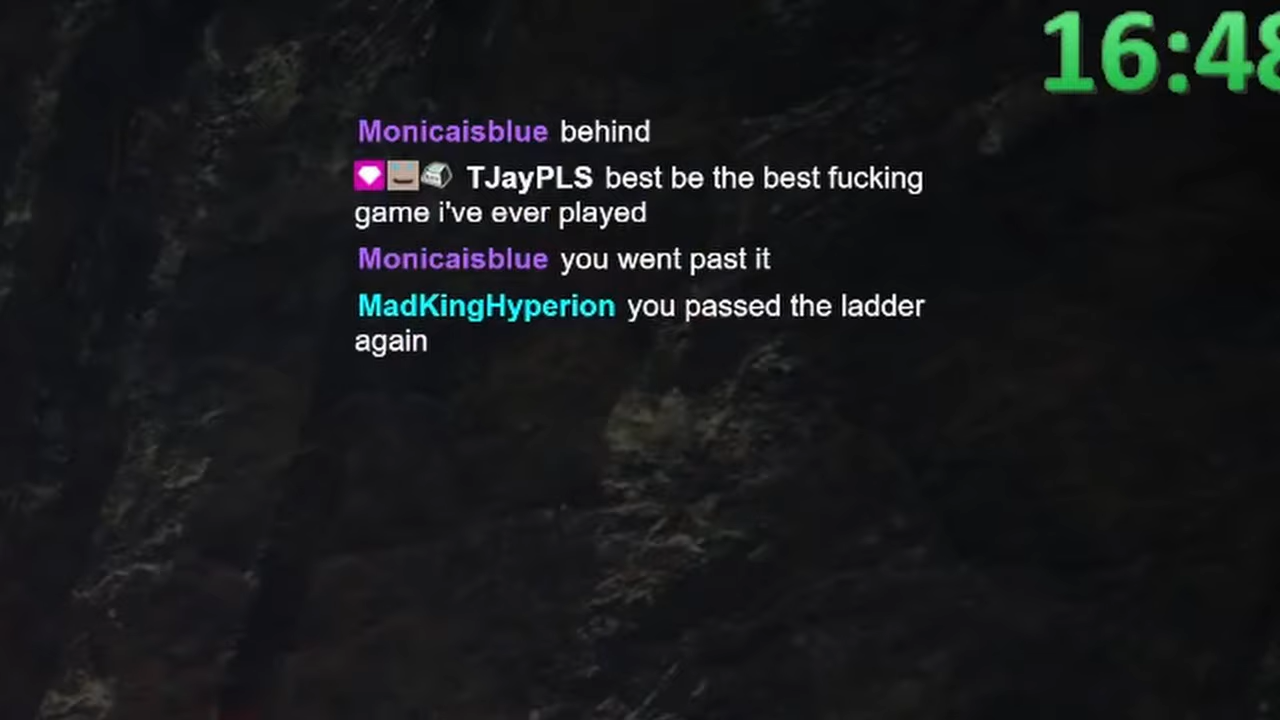 16:48
Monicaisblue behind
TJayPLS best be the best fucking
game i've ever played
Monicaisblue you went past it
MadKingHyperion you passed the ladder
again